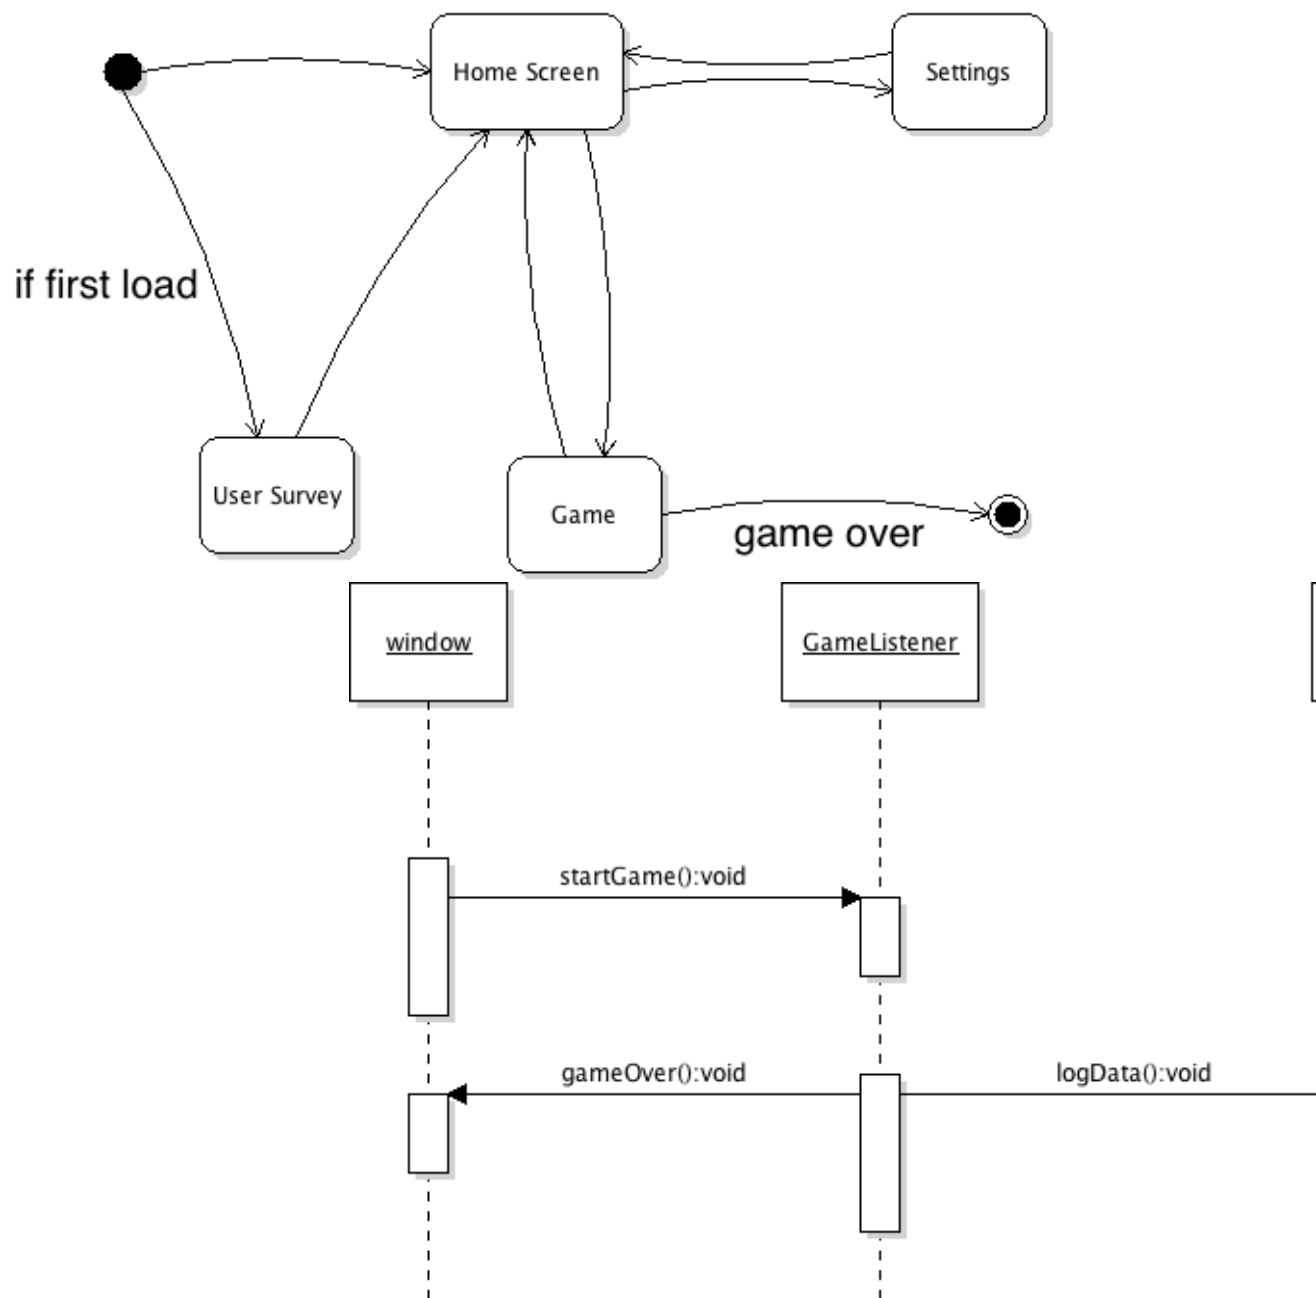 Home Screen
Settings
if first load
User Survey
Game
game over
window
GameListener
startGame():void
gameOver():void
logData():void